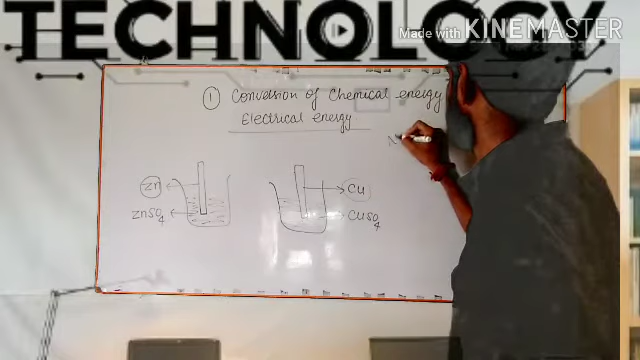 TECHNOLOGY
Made with KINEMASTER
① Conversion of Chemical energy
Electrical energy
Zn
ZnSO4
Cu
CuSO4